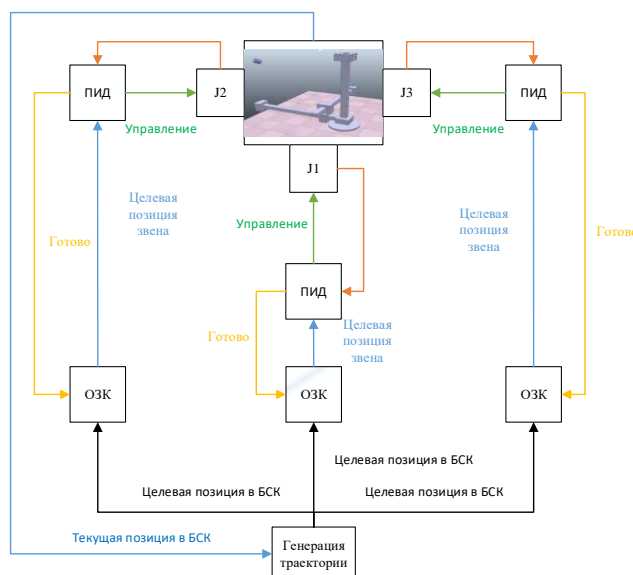 ПИД
J2
J3
ПИД
Управление
Управление
J1
Целевая
позиция
звена
Целевая
позиция
звена
Управление
Готово
Готово
ПИД
Готово
Целевая
позиция
звена
ОЗК
ОЗК
ОЗК
Целевая позиция в БСК
Целевая позиция в БСК
Целевая позиция в БСК
Текущая позиция в БСК
Генерация
траектории